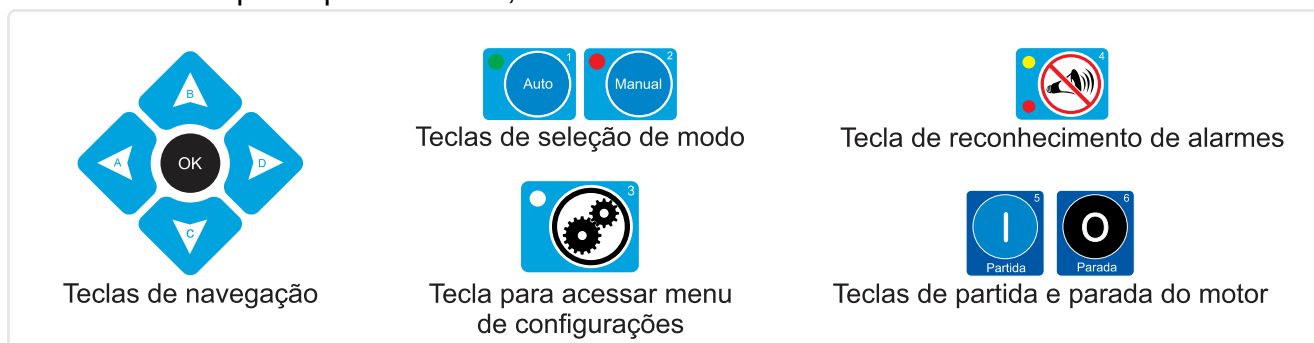 B
A
OK
D
C
Teclas de navegação
1
Auto
2
Manual
Teclas de seleção de modo
3
Tecla para acessar menu
de configurações
4
Tecla de reconhecimento de alarmes
5
Partida
6
Parada
Teclas de partida e parada do motor